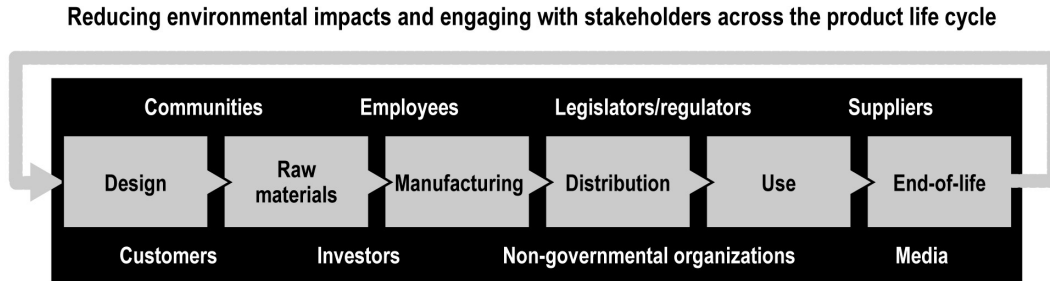 Reducing environmental impacts and engaging with stakeholders across the product life cycle
Communities Employees Legislators/regulators Suppliers
Design Raw materials Manufacturing Distribution Use End-of-life
Customers Investors Non-governmental organizations Media